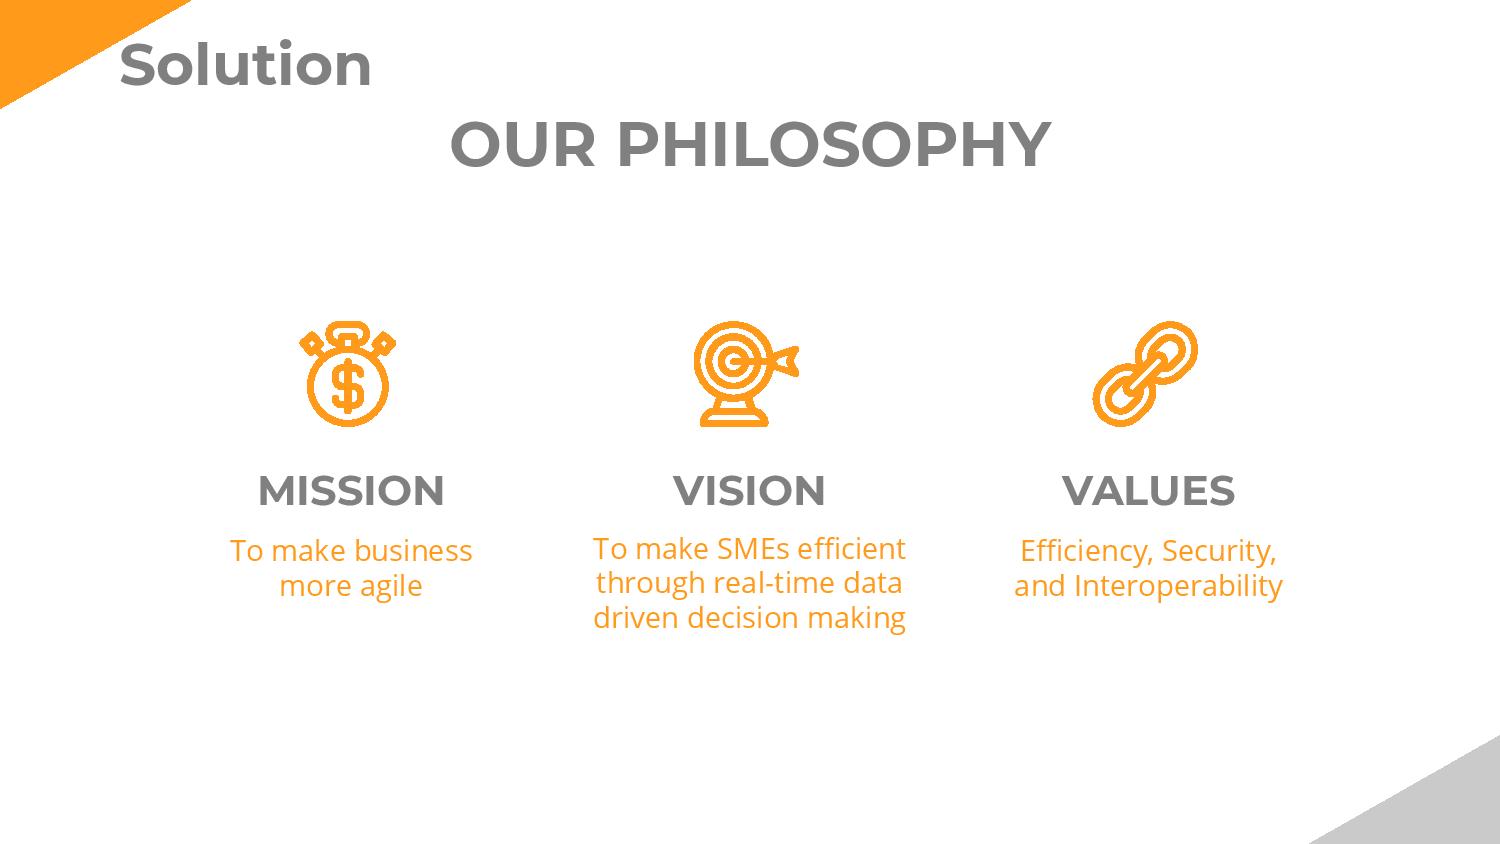 Solution
OUR PHILOSOPHY
$
MISSION
To make business
more agile
VISION
To make SMEs efficient
through real-time data
driven decision making
VALUES
Efficiency, Security,
and Interoperability